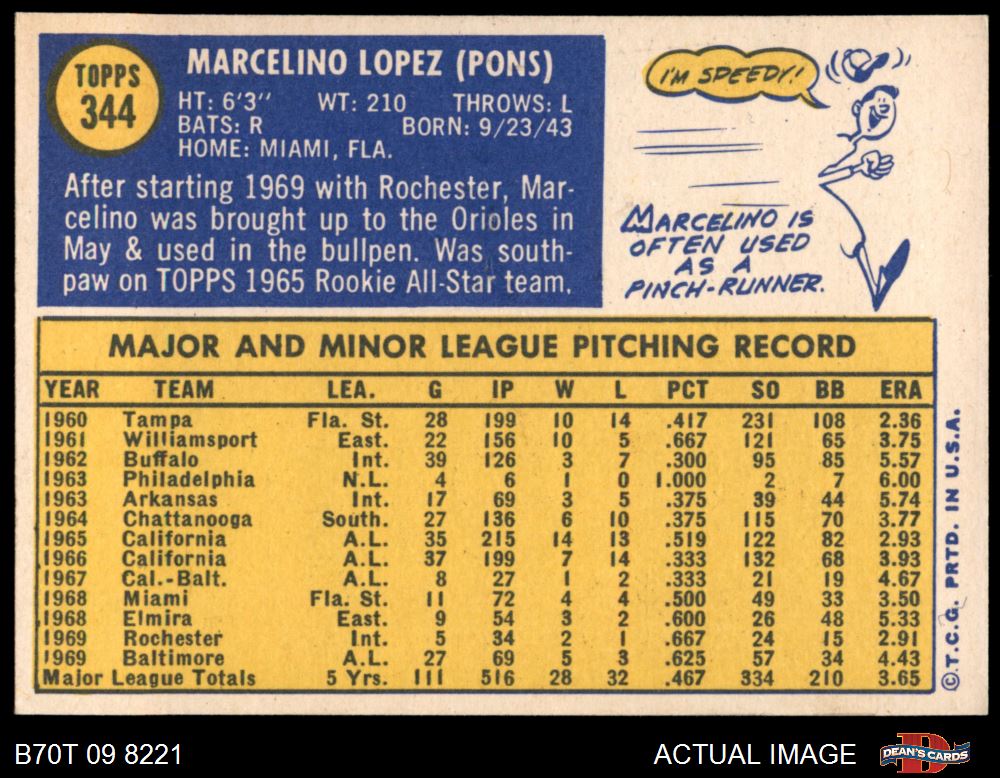 TOPPS
344
MARCELINO LOPEZ (PONS)
HT: 6'3" WT: 210 THROWS: L
BATS: R BORN: 9/23/43
HOME: MIAMI, FLA.
After starting 1969 with Rochester, Mar-
celino was brought up to the Orioles in
May & used in the bullpen. Was south-
paw on TOPPS 1965 Rookie All-Star team.
I'M SPEEDY!
MARCELINO IS
OFTEN USED
AS A
PINCH-RUNNER.
MAJOR AND MINOR LEAGUE PITCHING RECORD
YEAR TEAM LEA. G IP W L PCT SO BB ERA
1960 Tampa Fla. St. 28 199 10 14 .417 231 108 2.36
1961 Williamsport East. 22 156 10 5 .667 121 65 3.75
1962 Buffalo Int. 39 126 3 7 .300 95 85 5.57
1963 Philadelphia N.L. 4 6 1 0 1.000 2 7 6.00
1963 Arkansas Int. 17 69 3 5 .375 39 44 5.74
1964 Chattanooga South. 27 136 6 10 .375 115 70 3.77
1965 California A.L. 35 215 14 13 .519 122 82 2.93
1966 California A.L. 37 199 7 14 .333 132 68 3.93
1967 Cal.-Balt. A.L. 8 27 1 2 .333 21 19 4.67
1968 Miami Fla. St. 11 72 4 4 .500 49 33 3.50
1968 Elmira East. 9 54 3 2 .600 26 48 5.33
1969 Rochester Int. 5 34 2 1 .667 24 15 2.91
1969 Baltimore A.L. 27 69 5 3 .625 57 34 4.43
Major League Totals 5 Yrs. 111 516 28 32 .467 334 210 3.65
©T.C.G. PRTD. IN U.S.A.
B70T 09 8221
ACTUAL IMAGE
D
DEAN'S CARDS